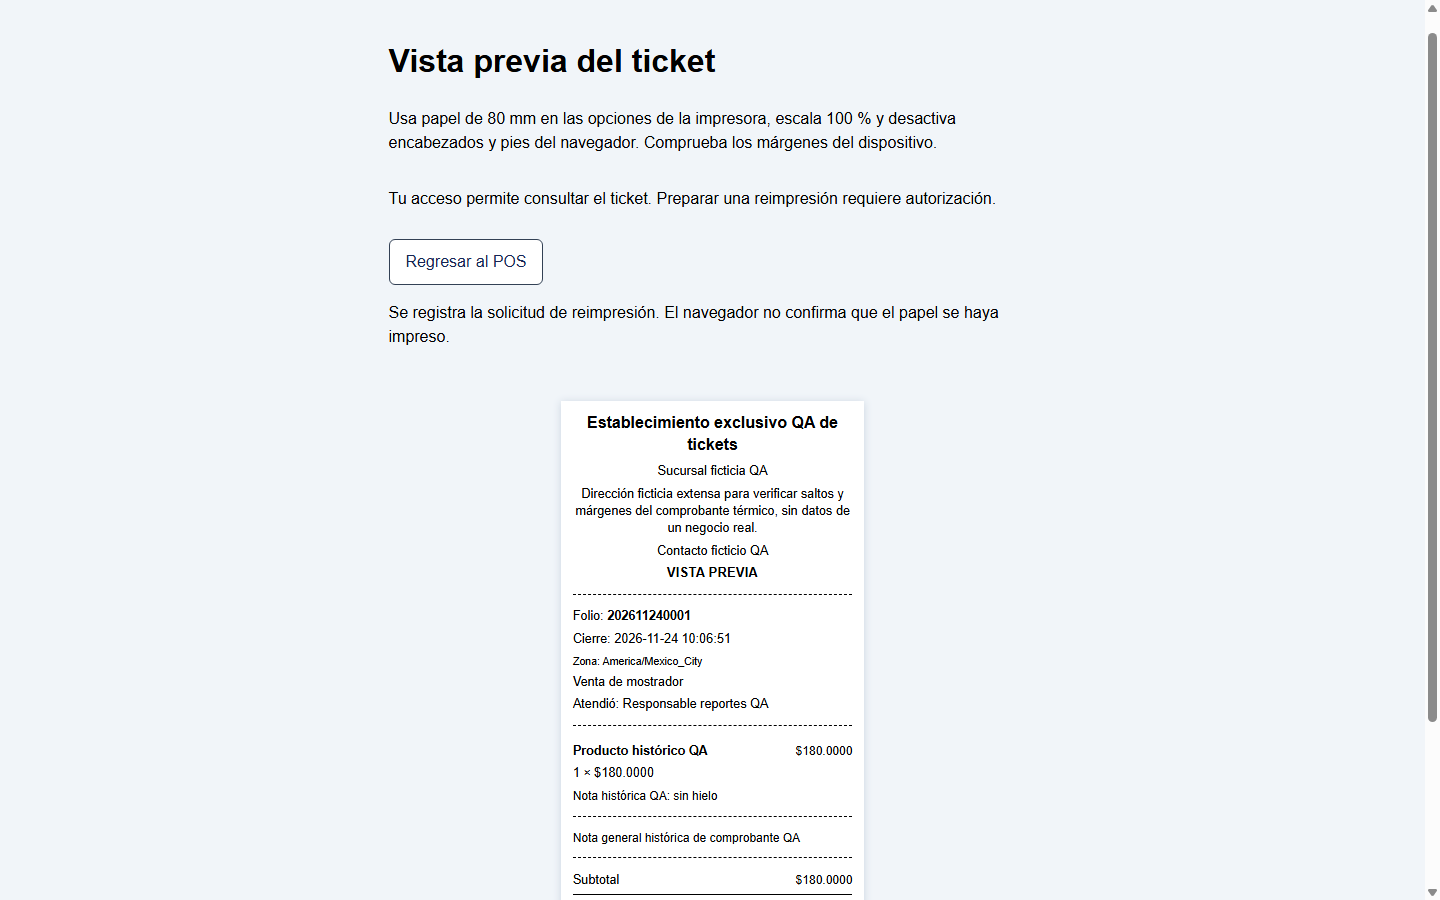 Vista previa del ticket
Usa papel de 80 mm en las opciones de la impresora, escala 100 % y desactiva
encabezados y pies del navegador. Comprueba los márgenes del dispositivo.
Tu acceso permite consultar el ticket. Preparar una reimpresión requiere autorización.
Regresar al POS
Se registra la solicitud de reimpresión. El navegador no confirma que el papel se haya
impreso.
Establecimiento exclusivo QA de
tickets
Sucursal ficticia QA
Dirección ficticia extensa para verificar saltos y
márgenes del comprobante térmico, sin datos de
un negocio real.
Contacto ficticio QA
VISTA PREVIA
Folio: 202611240001
Cierre: 2026-11-24 10:06:51
Zona: America/Mexico_City
Venta de mostrador
Atendió: Responsable reportes QA
Producto histórico QA $180.0000
1 × $180.0000
Nota histórica QA: sin hielo
Nota general histórica de comprobante QA
Subtotal $180.0000